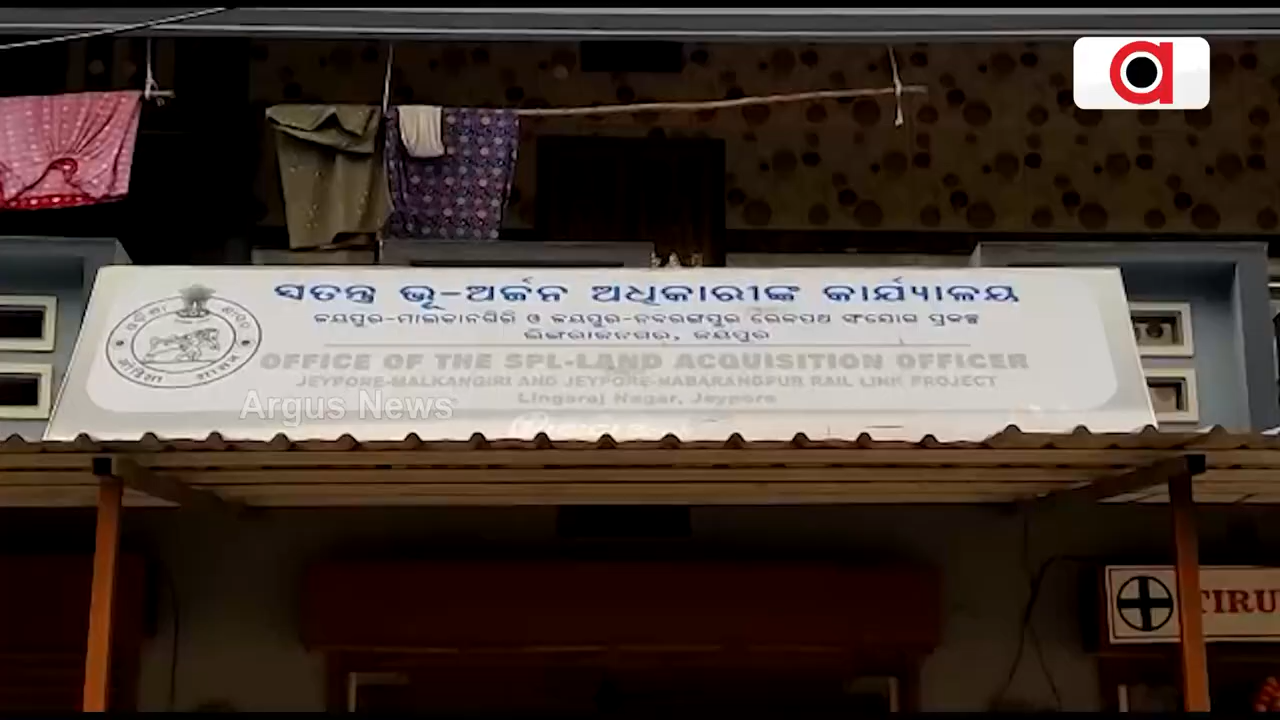 ସତନ୍ତ୍ର ଭୂ-ଅର୍ଜନ ଅଧିକାରୀଙ୍କ କାର୍ଯ୍ୟାଳୟ
ଜୟପୁର-ମାଲକାନଗିରି ଓ ଜୟପୁର-ନବରଙ୍ଗପୁର ରେଳପଥ ସଂଯୋଗ ପ୍ରକଳ୍ପ
ଲିଙ୍ଗରାଜନଗର, ଜୟପୁର
OFFICE OF THE SPL-LAND ACQUISITION OFFICER
JEYPORE-MALKANGIRI AND JEYPORE-NABARANGPUR RAIL LINK PROJECT
Lingaraj Nagar, Jeypore
Argus News
TIRU